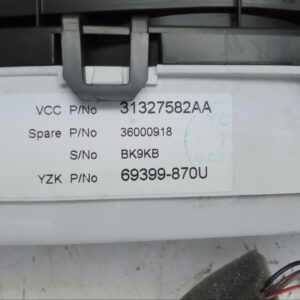 VCC P/No 31327582AA
Spare P/No 36000918
S/No BK9KB
YZK P/No 69399-870U